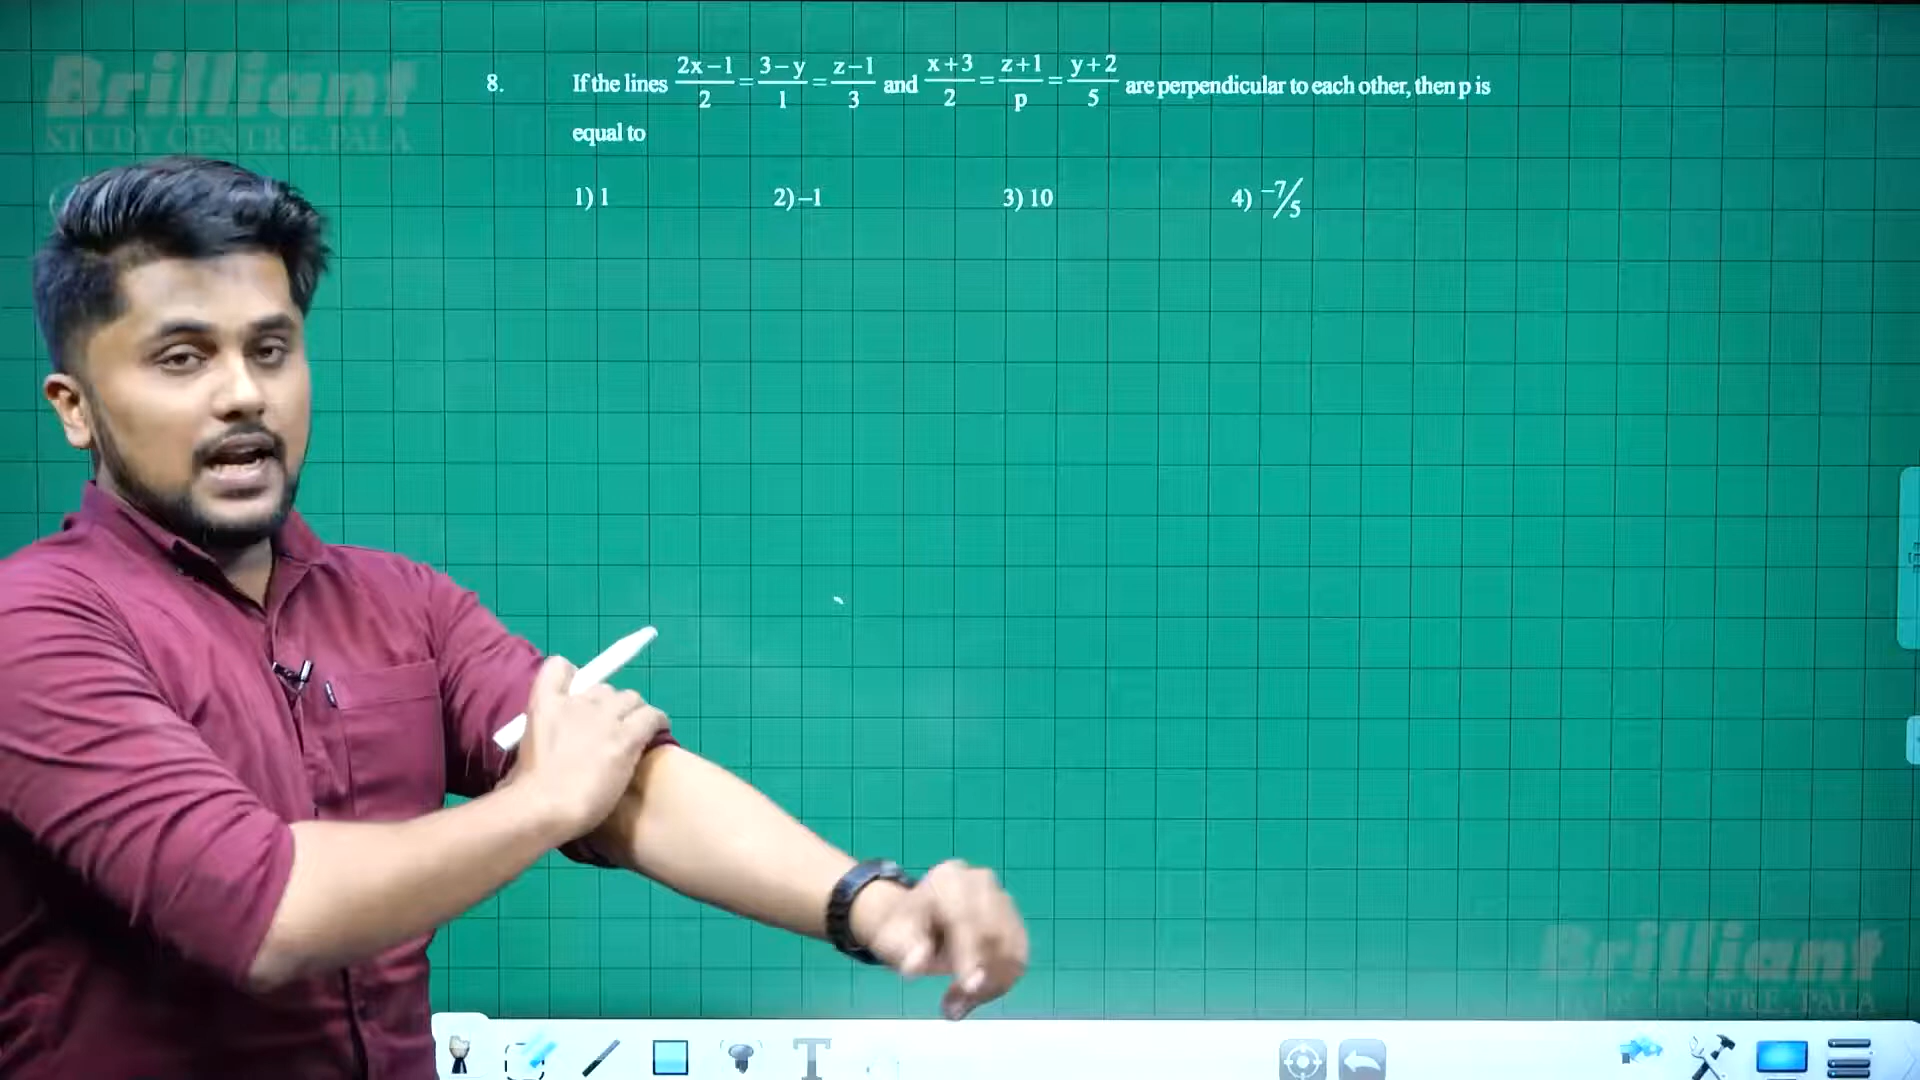 Brilliant
STUDY CENTRE, PALA
8. If the lines (2x−1)/2 = (3−y)/1 = (z−1)/3 and (x+3)/2 = (z+1)/p = (y+2)/5 are perpendicular to each other, then p is
equal to
1) 1 2) –1 3) 10 4) −7/5
T
Brilliant
STUDY CENTRE, PALA